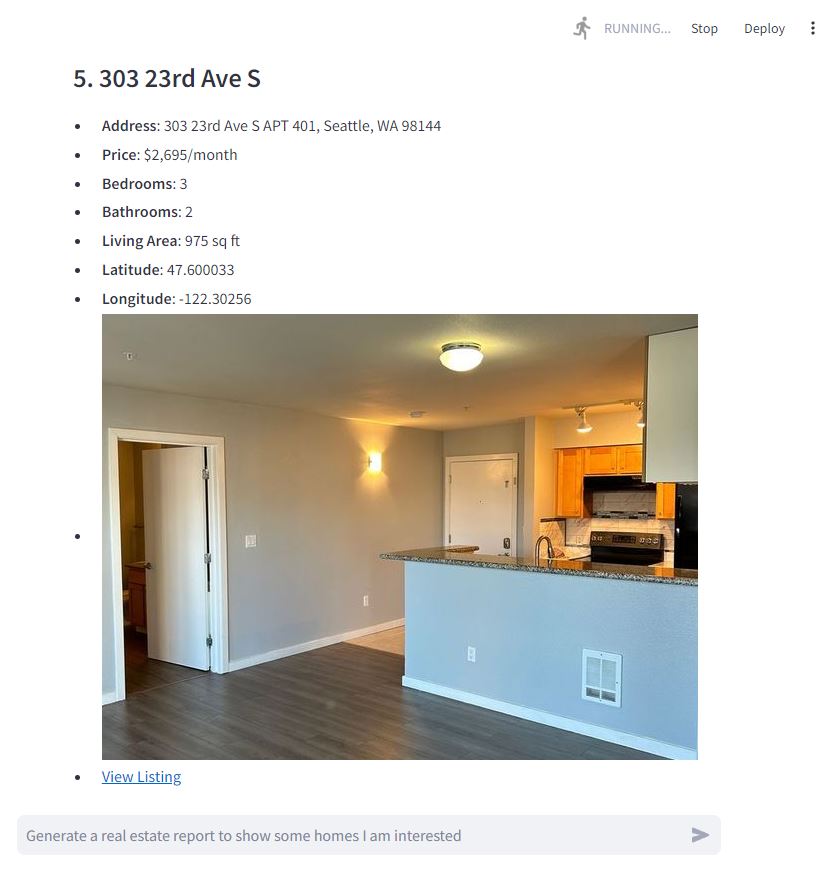 RUNNING...
Stop
Deploy
5. 303 23rd Ave S
Address: 303 23rd Ave S APT 401, Seattle, WA 98144
Price: $2,695/month
Bedrooms: 3
Bathrooms: 2
Living Area: 975 sq ft
Latitude: 47.600033
Longitude: -122.30256
View Listing
Generate a real estate report to show some homes I am interested